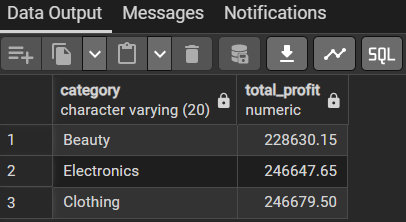 Data Output Messages Notifications
SQL
category total_profit
character varying (20) numeric
1 Beauty 228630.15
2 Electronics 246647.65
3 Clothing 246679.50